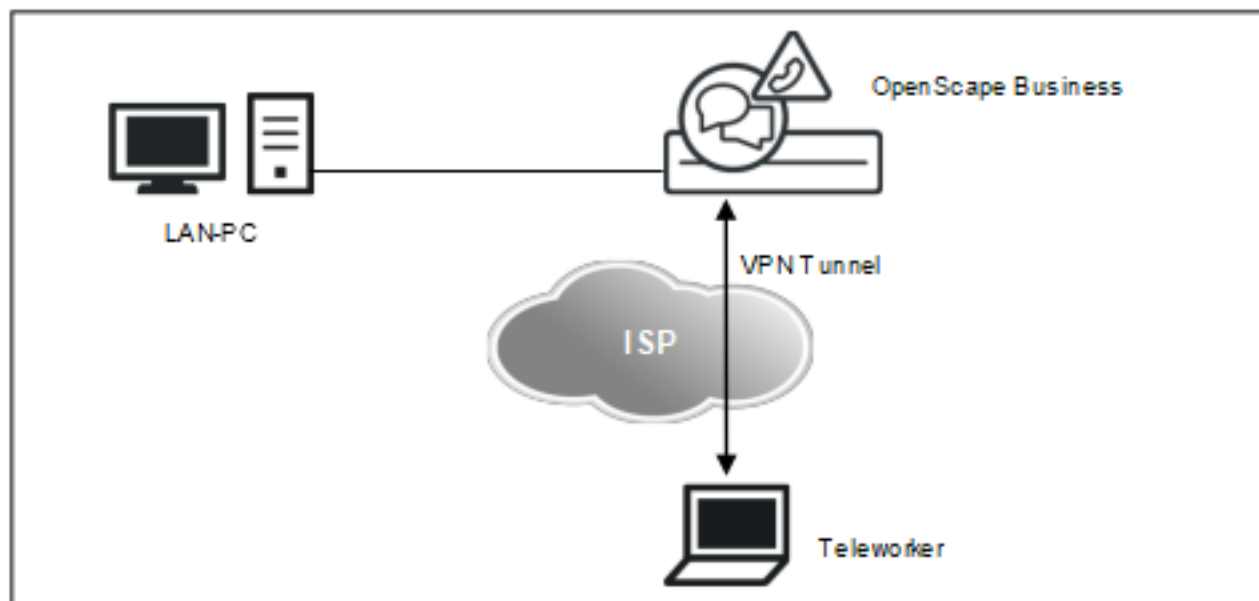 OpenScape Business
LAN-PC
VPN Tunnel
ISP
Teleworker